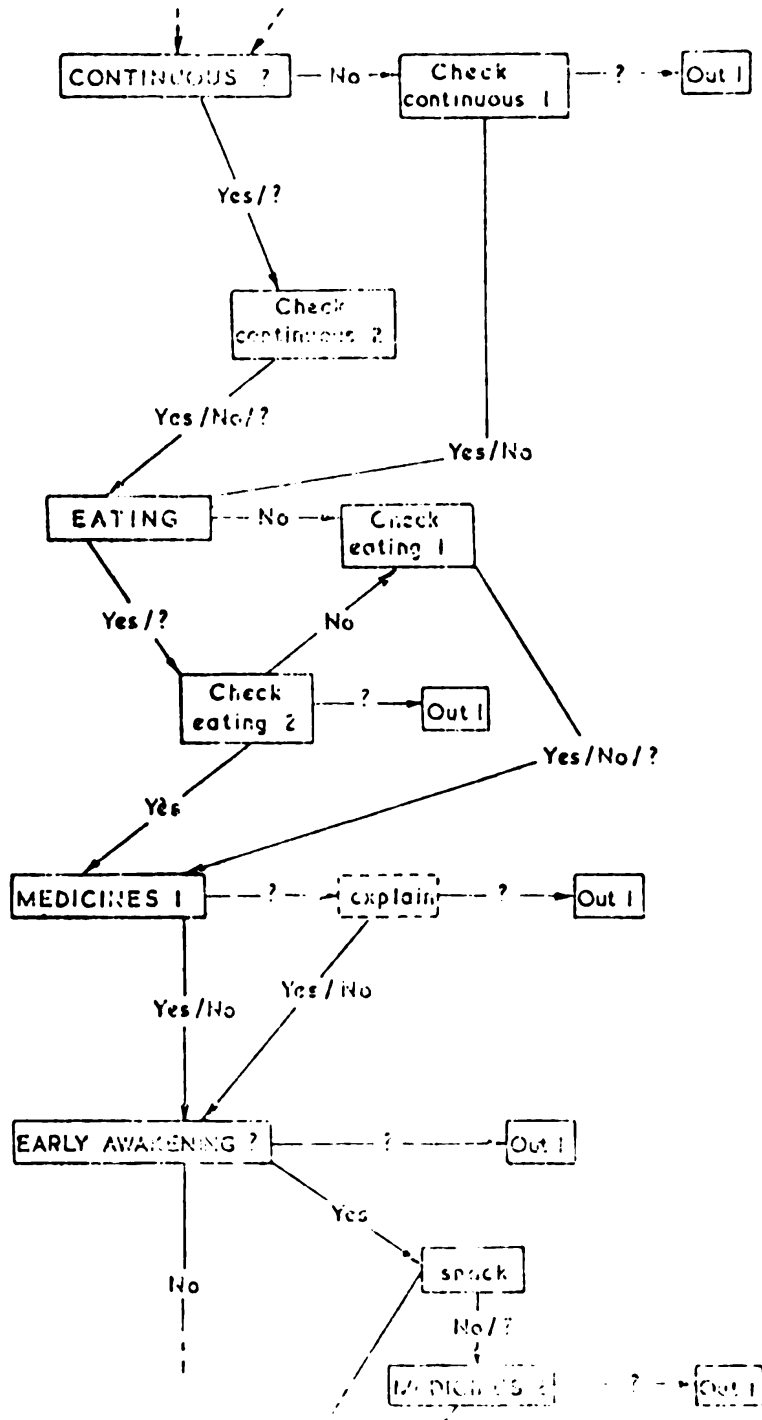 CONTINUOUS ?
No
Check
continuous 1
?
Out 1
Yes/?
Check
continuous 2
Yes/No/?
Yes/No
EATING
No
Check
eating 1
Yes/?
No
Check
eating 2
?
Out 1
Yes/No/?
Yes
MEDICINES 1
?
explain
?
Out 1
Yes/No
Yes/No
EARLY AWAKENING ?
?
Out 1
Yes
No
snack
No/?
MEDICINES 2
?
Out 1